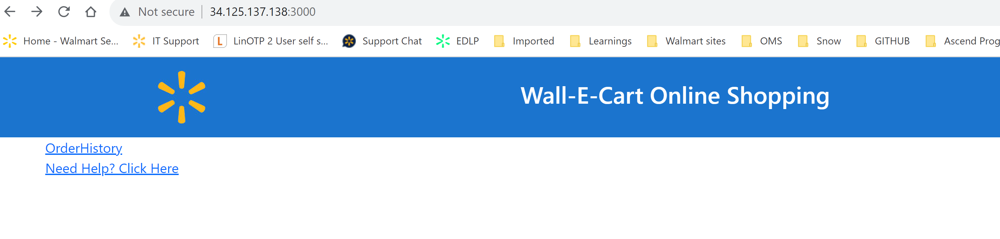 Not secure 34.125.137.138:3000
Home - Walmart Se... IT Support L LinOTP 2 User self s... Support Chat EDLP Imported Learnings Walmart sites OMS Snow GITHUB Ascend Prog
Wall-E-Cart Online Shopping
OrderHistory
Need Help? Click Here